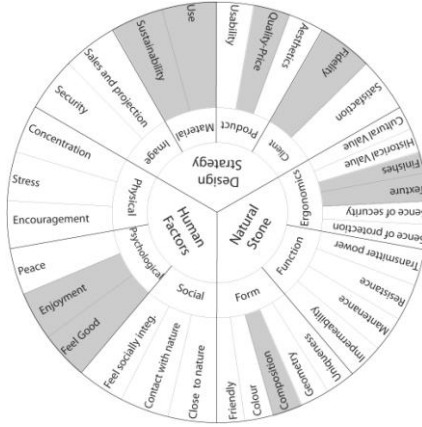 Design
Strategy
Human
Factors
Natural
Stone
Image
Material
Product
Client
Ergonomics
Function
Form
Social
Psychological
Physical
Security
Sales and projection
Sustainability
Use
Usability
Quality-Price
Aesthetics
Fidelity
Satisfaction
Cultural Value
Historical Value
Finishes
Texture
Sence of security
Sence of protection
Transmitter power
Resistance
Maintenance
Impermeability
Uniqueness
Geometry
Composition
Colour
Friendly
Close to nature
Contact with nature
Feel socially integ.
Feel Good
Enjoyment
Peace
Encouragement
Stress
Concentration